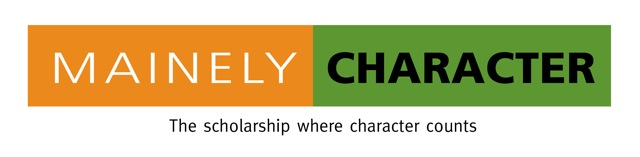 MAINELY CHARACTER
The scholarship where character counts